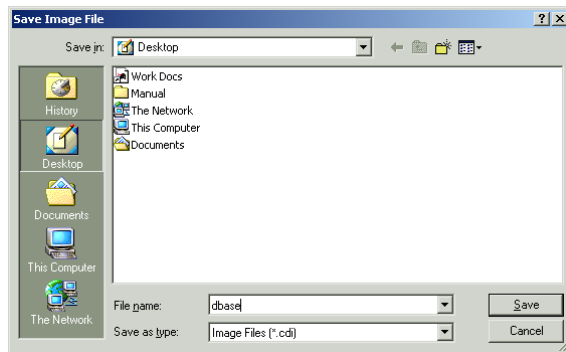 Save Image File
Save in: Desktop
History
Desktop
Documents
This Computer
The Network
Work Docs
Manual
The Network
This Computer
Documents
File name: dbase Save
Save as type: Image Files (*.cdi) Cancel